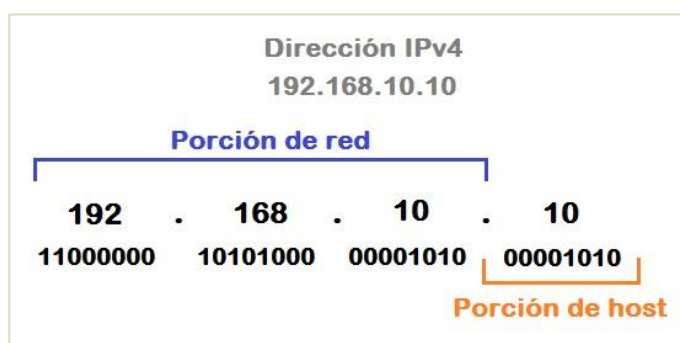 Dirección IPv4
192.168.10.10
Porción de red
192 . 168 . 10 . 10
11000000 10101000 00001010 00001010
Porción de host